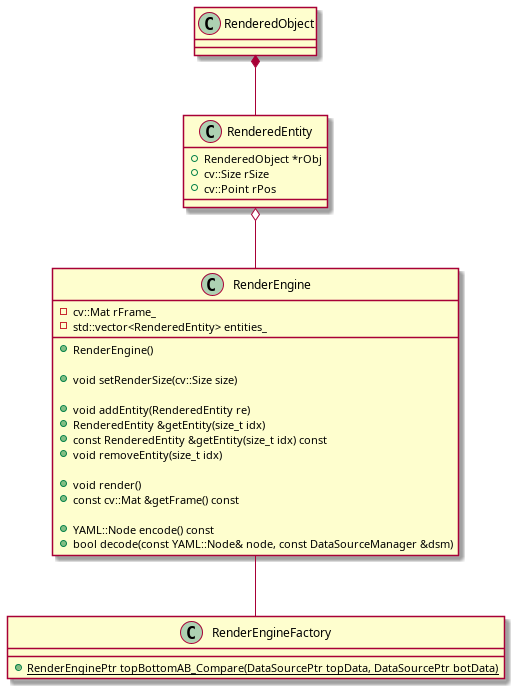 C RenderedObject
C RenderedEntity
RenderedObject *rObj
cv::Size rSize
cv::Point rPos
C RenderEngine
cv::Mat rFrame_
std::vector<RenderedEntity> entities_
RenderEngine()
void setRenderSize(cv::Size size)
void addEntity(RenderedEntity re)
RenderedEntity &getEntity(size_t idx)
const RenderedEntity &getEntity(size_t idx) const
void removeEntity(size_t idx)
void render()
const cv::Mat &getFrame() const
YAML::Node encode() const
bool decode(const YAML::Node& node, const DataSourceManager &dsm)
C RenderEngineFactory
RenderEnginePtr topBottomAB_Compare(DataSourcePtr topData, DataSourcePtr botData)